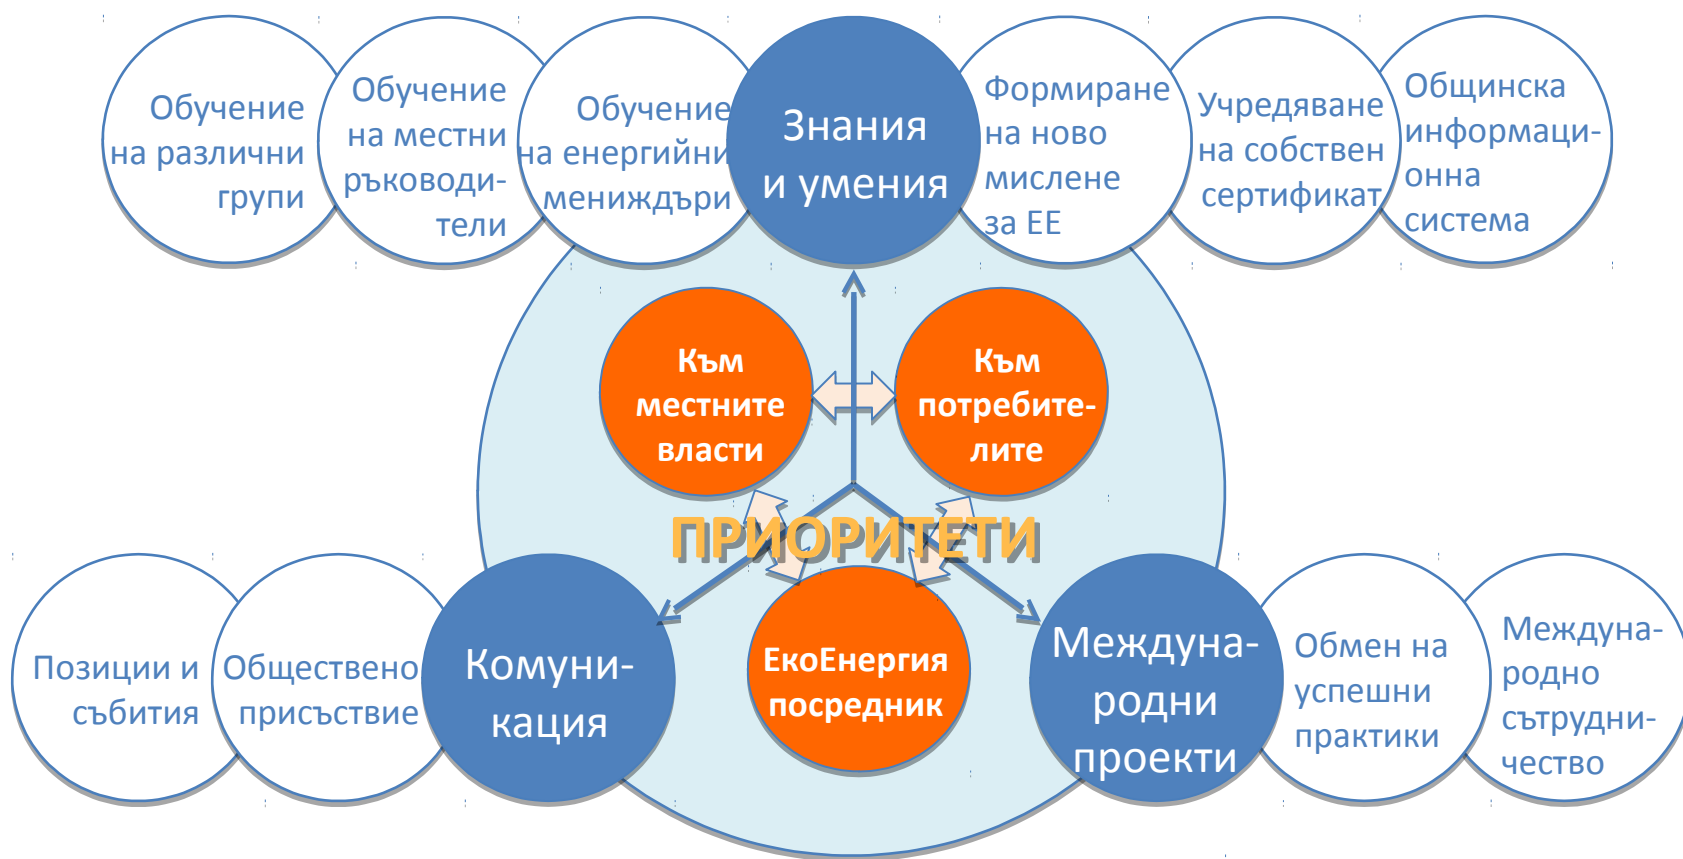 Обучение
на различни
групи
Обучение
на местни
ръководи-
тели
Обучение
на енергийни
мениждъри
Знания
и умения
Формиране
на ново
мислене
за ЕЕ
Учредяване
на собствен
сертификат
Общинска
информаци-
онна
система
Към
местните
власти
Към
потребите-
лите
ПРИОРИТЕТИ
Позиции и
събития
Обществено
присъствие
Комуни-
кация
ЕкоЕнергия
посредник
Междуна-
родни
проекти
Обмен на
успешни
практики
Междуна-
родно
сътрудни-
чество